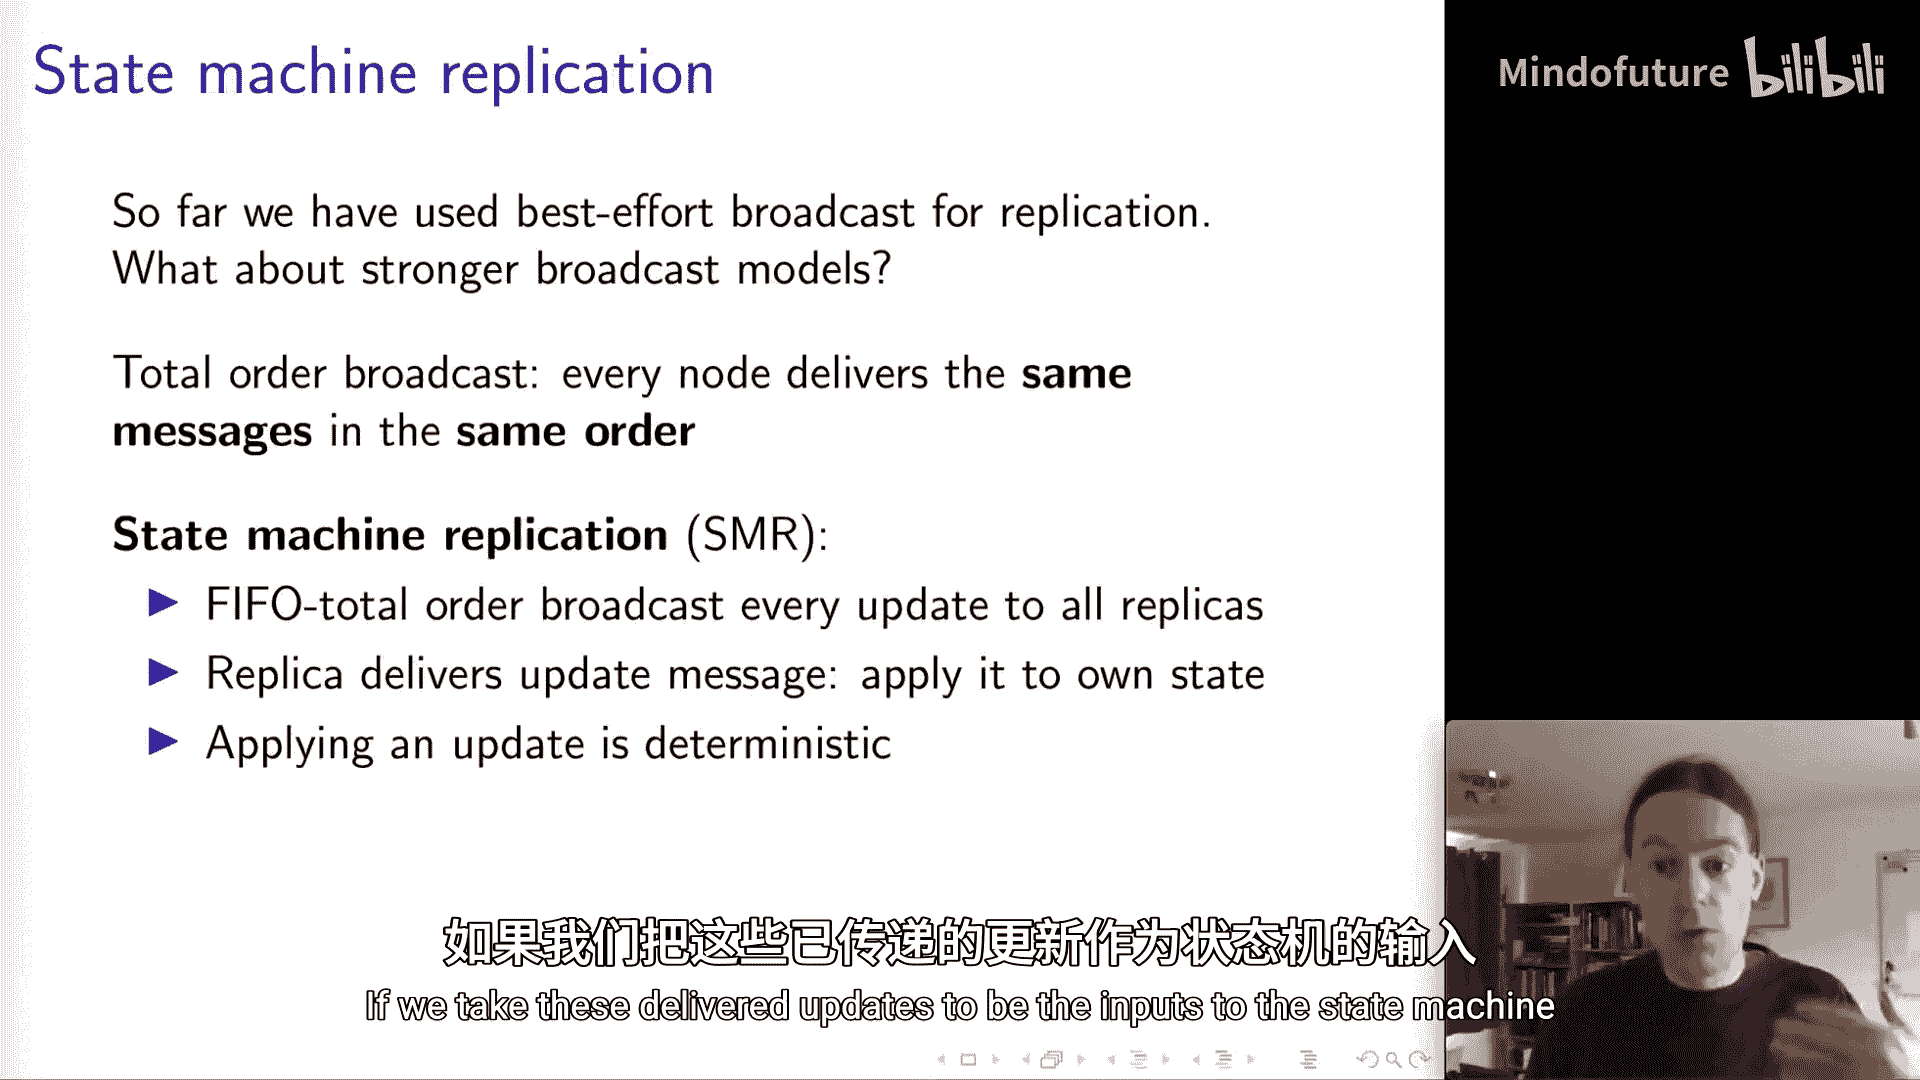 State machine replication
Mindofuture bilibili
So far we have used best-effort broadcast for replication.
What about stronger broadcast models?
Total order broadcast: every node delivers the same
messages in the same order
State machine replication (SMR):
▶ FIFO-total order broadcast every update to all replicas
▶ Replica delivers update message: apply it to own state
▶ Applying an update is deterministic
如果我们把这些已传递的更新作为状态机的输入
If we take these delivered updates to be the inputs to the state machine